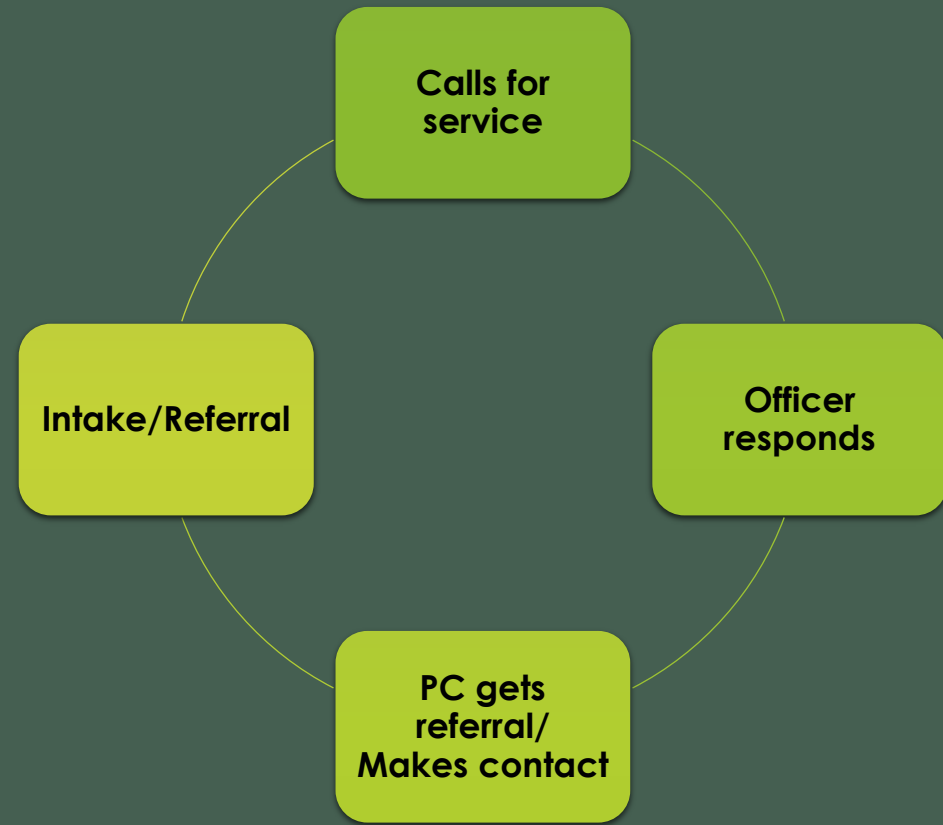 Calls for
service
Officer
responds
PC gets
referral/
Makes contact
Intake/Referral